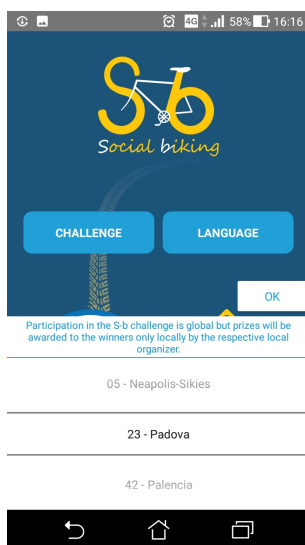 4G 58% 16:16
S-b
Social biking
CHALLENGE LANGUAGE
OK
Participation in the S-b challenge is global but prizes will be
awarded to the winners only locally by the respective local
organizer.
05 - Neapolis-Sikies
23 - Padova
42 - Palencia